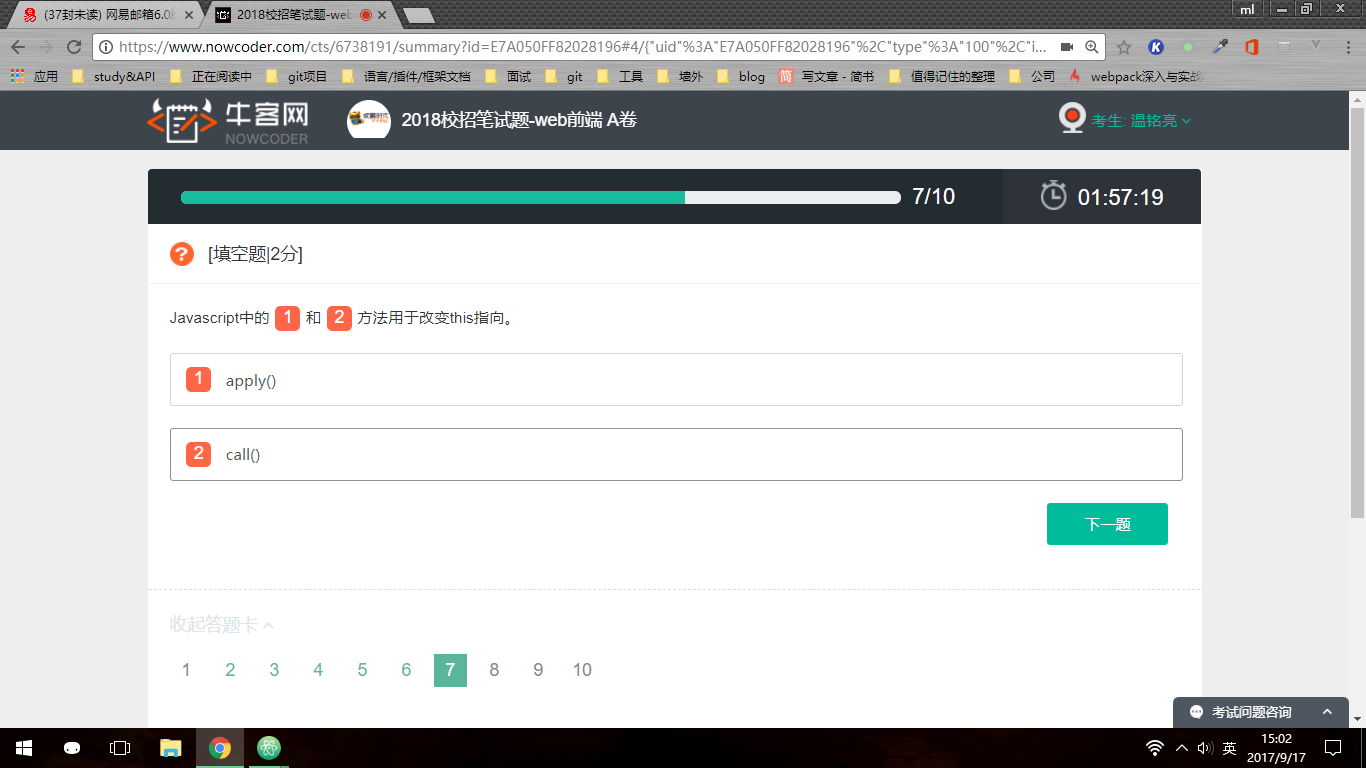 (37封未读) 网易邮箱6.0版
2018校招笔试题-web
ml
https://www.nowcoder.com/cts/6738191/summary?id=E7A050FF82028196#4/{"uid"%3A"E7A050FF82028196"%2C"type"%3A"100"%2C"i...
应用 study&API 正在阅读中 git项目 语言/插件/框架文档 面试 git 工具 墙外 blog 简 写文章 - 简书 值得记住的整理 公司 webpack深入与实战
牛客网
NOWCODER
2018校招笔试题-web前端 A卷
考生: 温铭亮
7/10
01:57:19
? [填空题|2分]
Javascript中的 1 和 2 方法用于改变this指向。
1 apply()
2 call()
下一题
收起答题卡
1 2 3 4 5 6 7 8 9 10
考试问题咨询
英
15:02
2017/9/17